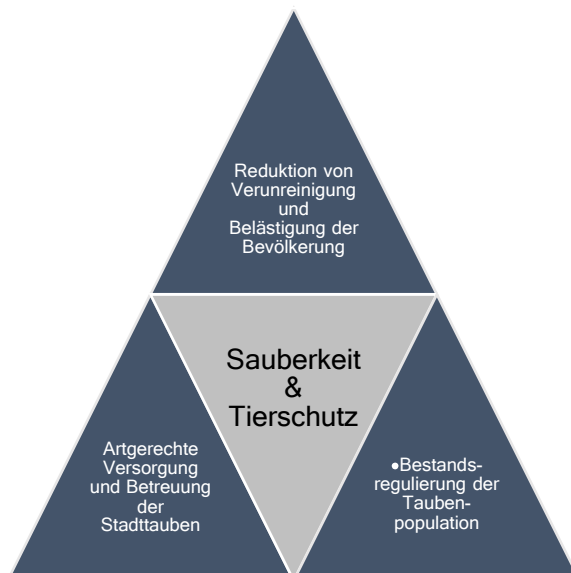 Reduktion von
Verunreinigung
und
Belästigung der
Bevölkerung
Sauberkeit
&
Tierschutz
Artgerechte
Versorgung
und Betreuung
der
Stadttauben
•Bestands-
regulierung der
Tauben-
population